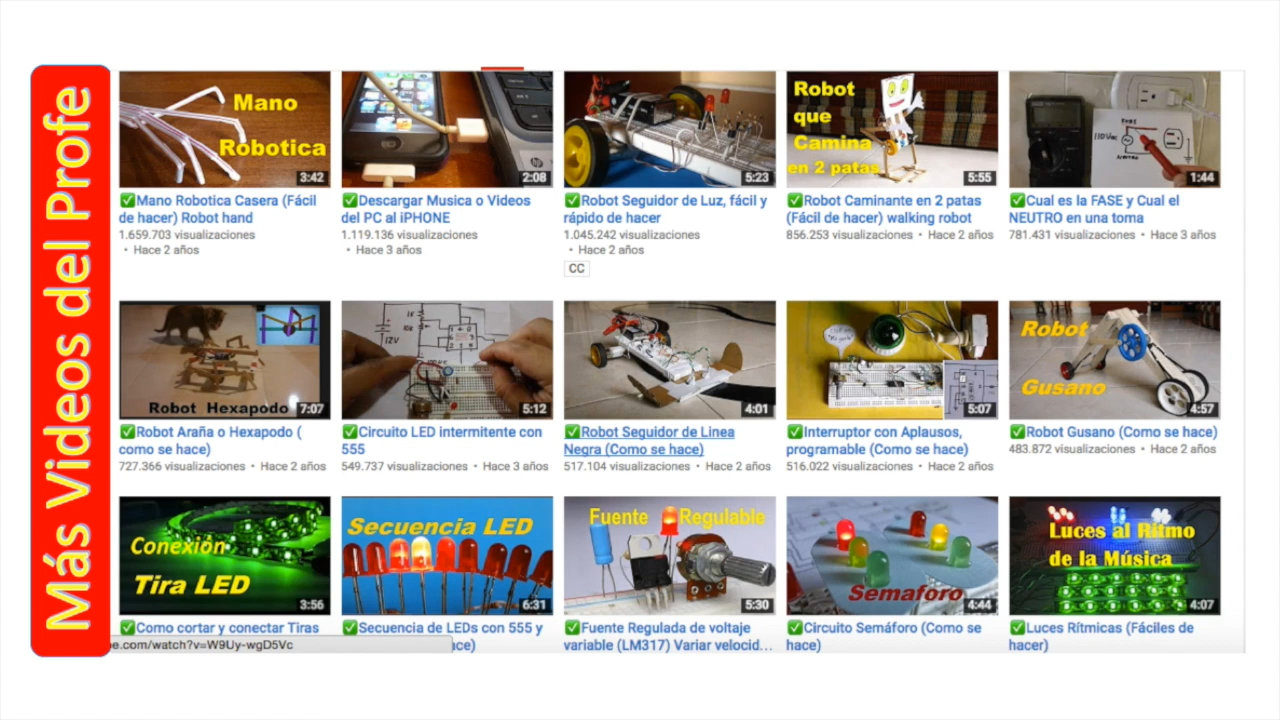 Más Videos del Profe
Mano
Robotica
3:42
✅Mano Robotica Casera (Fácil
de hacer) Robot hand
1.659.703 visualizaciones
• Hace 2 años
2:08
✅Descargar Musica o Videos
del PC al iPHONE
1.119.136 visualizaciones
• Hace 3 años
5:23
✅Robot Seguidor de Luz, fácil y
rápido de hacer
1.045.242 visualizaciones
• Hace 2 años
CC
Robot
que
Camina
en 2 patas
5:55
✅Robot Caminante en 2 patas
(Fácil de hacer) walking robot
856.253 visualizaciones • Hace 2 años
FASE
110Vac
NEUTRO
1:44
✅Cual es la FASE y Cual el
NEUTRO en una toma
781.431 visualizaciones • Hace 3 años
Robot Hexapodo
7:07
✅Robot Araña o Hexapodo (
como se hace)
727.366 visualizaciones • Hace 2 años
12V
5:12
✅Circuito LED intermitente con
555
549.737 visualizaciones • Hace 3 años
4:01
✅Robot Seguidor de Linea
Negra (Como se hace)
517.104 visualizaciones • Hace 2 años
5:07
✅Interruptor con Aplausos,
programable (Como se hace)
516.022 visualizaciones • Hace 2 años
Robot
Gusano
4:57
✅Robot Gusano (Como se hace)
483.872 visualizaciones • Hace 2 años
Conexión
Tira LED
3:56
✅Como cortar y conectar Tiras
be.com/watch?v=W9Uy-wgD5Vc
Secuencia LED
6:31
✅Secuencia de LEDs con 555 y
ace)
Fuente Regulable
5:30
✅Fuente Regulada de voltaje
variable (LM317) Variar velocid...
Semaforo
4:44
✅Circuito Semáforo (Como se
hace)
Luces al Ritmo
de la Música
4:07
✅Luces Rítmicas (Fáciles de
hacer)